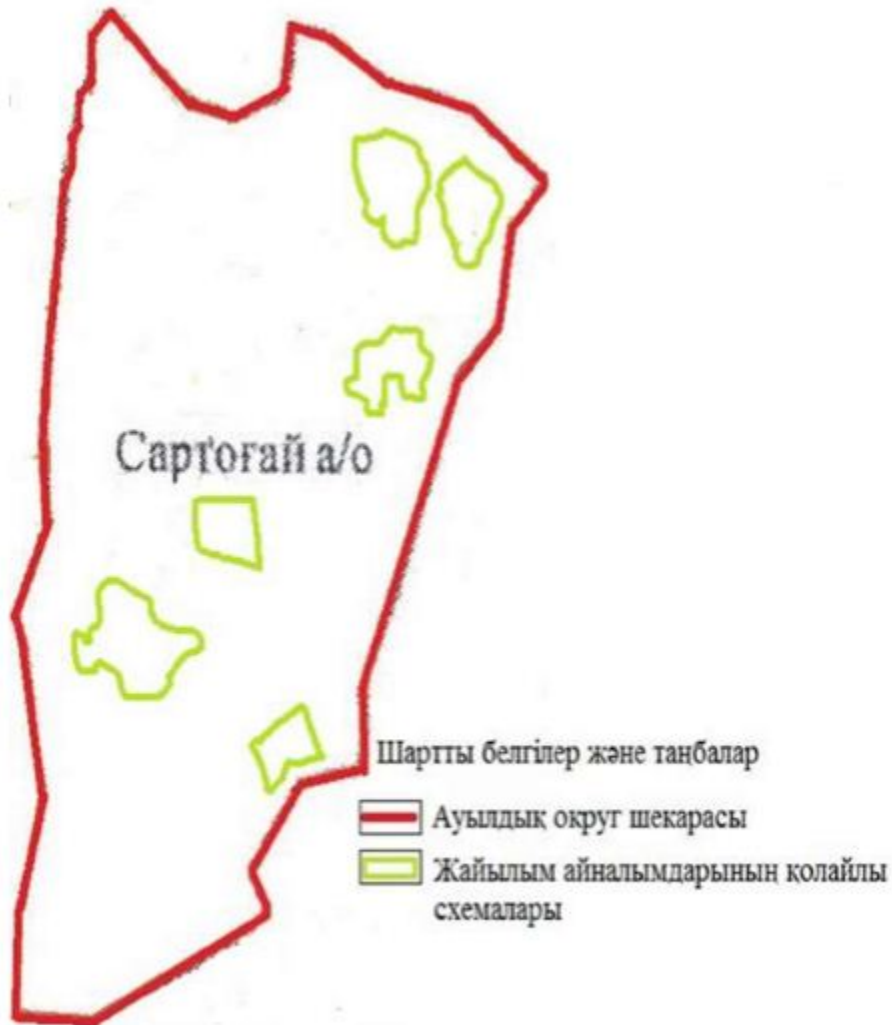 Сартоғай а/о
Шартты белгілер және таңбалар
Ауылдық округ шекарасы
Жайылым айналымдарының қолайлы
схемалары